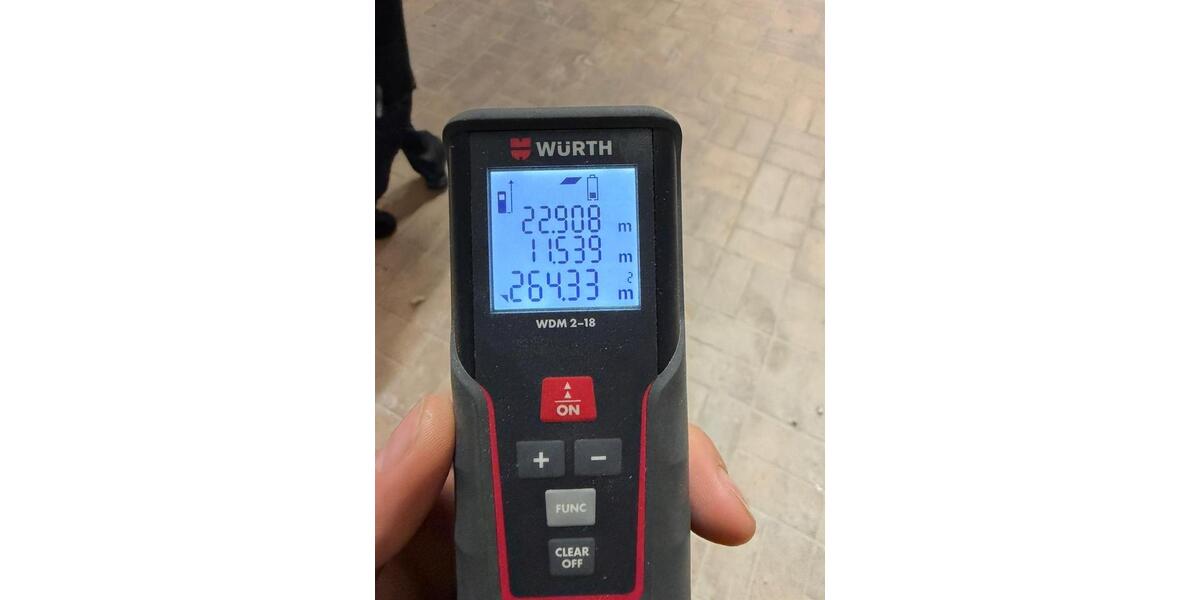 WÜRTH
22.908 m
11.539 m
264.33 m²
WDM 2-18
ON
+ −
FUNC
CLEAR
OFF